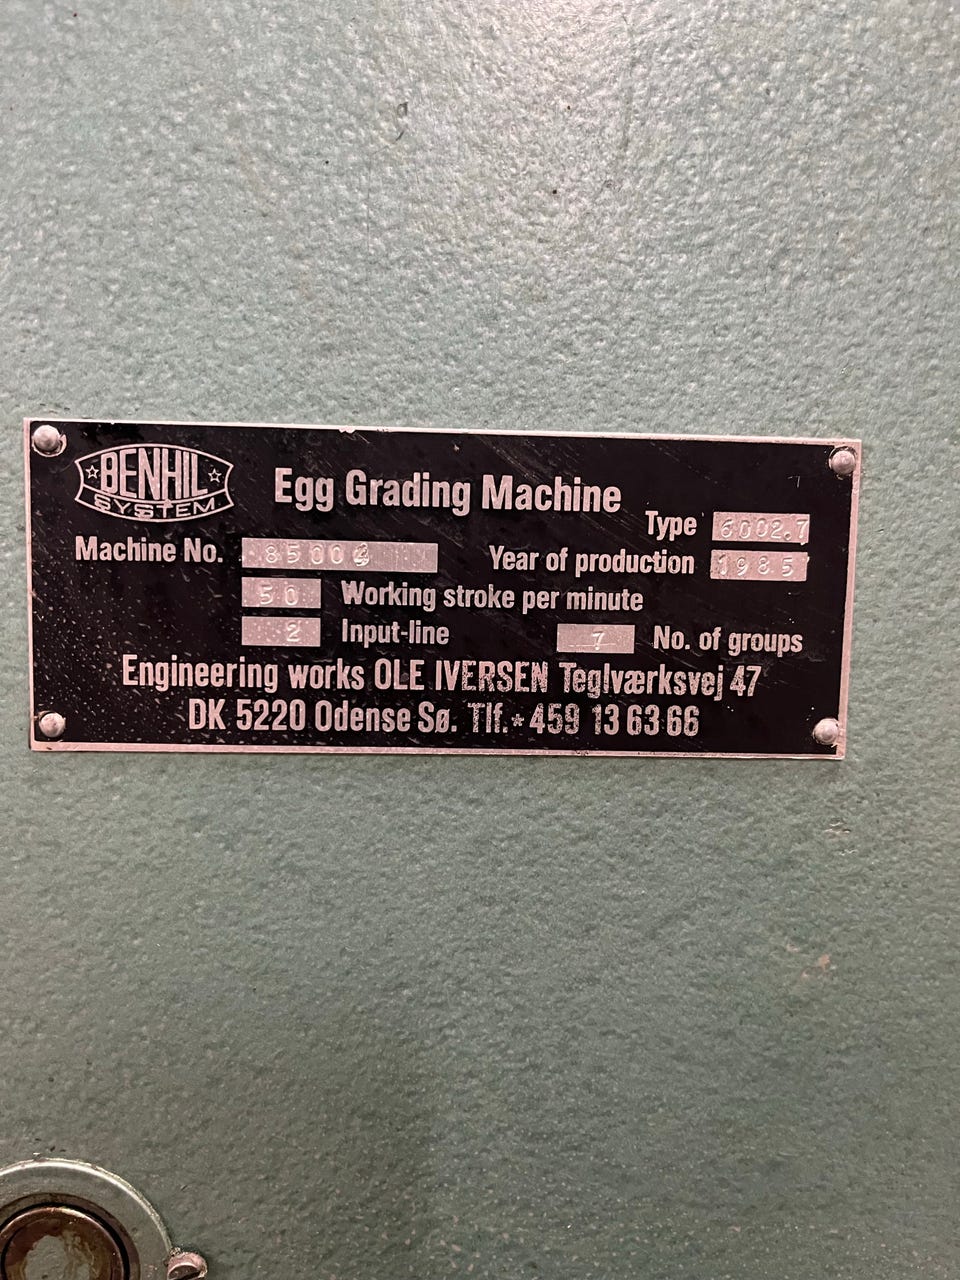 BENHIL
SYSTEM
Egg Grading Machine
Type 6002.7
Machine No. Year of production 1985
50 Working stroke per minute
2 Input-line 7 No. of groups
Engineering works OLE IVERSEN Teglværksvej 47
DK 5220 Odense Sø. Tlf.* 459 13 63 66